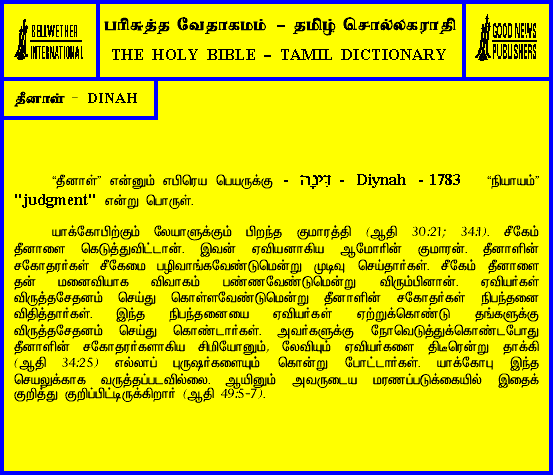 BELLWETHER
INTERNATIONAL
பரிசுத்த வேதாகமம் - தமிழ் சொல்லகராதி
THE HOLY BIBLE - TAMIL DICTIONARY
GOOD NEWS
PUBLISHERS
தீனாள் - DINAH
“தீனாள்” என்னும் எபிரெய பெயருக்கு - דִּינָה - Diynah - 1783 “நியாயம்”
"judgment" என்று பொருள்.
யாக்கோபிற்கும் லேயாளுக்கும் பிறந்த குமாரத்தி (ஆதி 30:21; 34:1). சீகேம்
தீனாளை கெடுத்துவிட்டான். இவன் ஏவியனாகிய ஆமோரின் குமாரன். தீனாளின்
சகோதரர்கள் சீகேமை பழிவாங்கவேண்டுமென்று முடிவு செய்தார்கள். சீகேம் தீனாளை
தன் மனைவியாக விவாகம் பண்ணவேண்டுமென்று விரும்பினான். ஏவியர்கள்
விருத்தசேதனம் செய்து கொள்ளவேண்டுமென்று தீனாளின் சகோதர்கள் நிபந்தனை
விதித்தார்கள். இந்த நிபந்தனையை ஏவியர்கள் ஏற்றுக்கொண்டு தங்களுக்கு
விருத்தசேதனம் செய்து கொண்டார்கள். அவர்களுக்கு நோவெடுத்துக்கொண்டபோது
தீனாளின் சகோதரர்களாகிய சிமியோனும், லேவியும் ஏவியர்களை திடீரென்று தாக்கி
(ஆதி 34:25) எல்லாப் புருஷர்களையும் கொன்று போட்டார்கள். யாக்கோபு இந்த
செயலுக்காக வருத்தப்படவில்லை. ஆயினும் அவருடைய மரணப்படுக்கையில் இதைக்
குறித்து குறிப்பிட்டிருக்கிறார் (ஆதி 49:5-7).